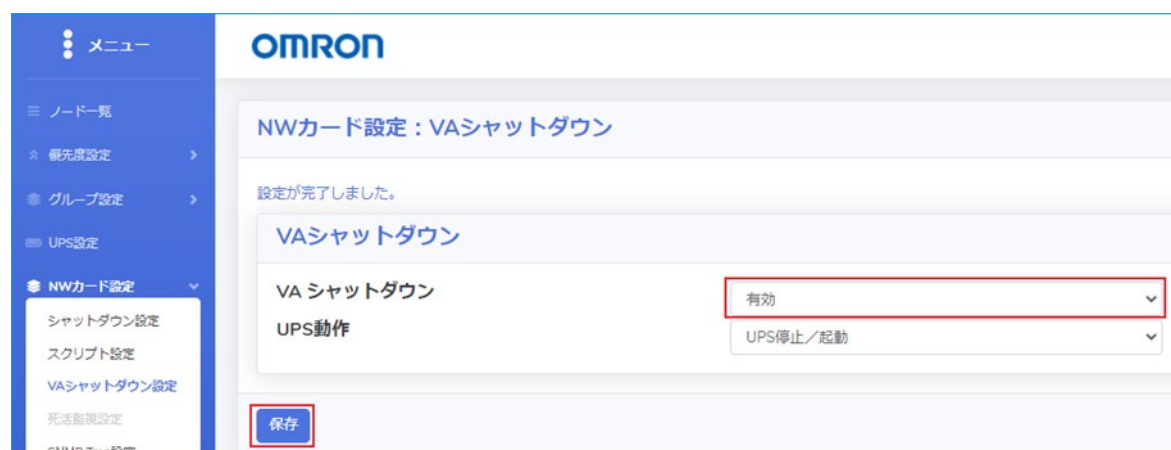 メニュー
OMRON
ノード一覧
優先度設定
グループ設定
UPS設定
NWカード設定
シャットダウン設定
スクリプト設定
VAシャットダウン設定
死活監視設定
NWカード設定：VAシャットダウン
設定が完了しました。
VAシャットダウン
VA シャットダウン
有効
UPS動作
UPS停止／起動
保存